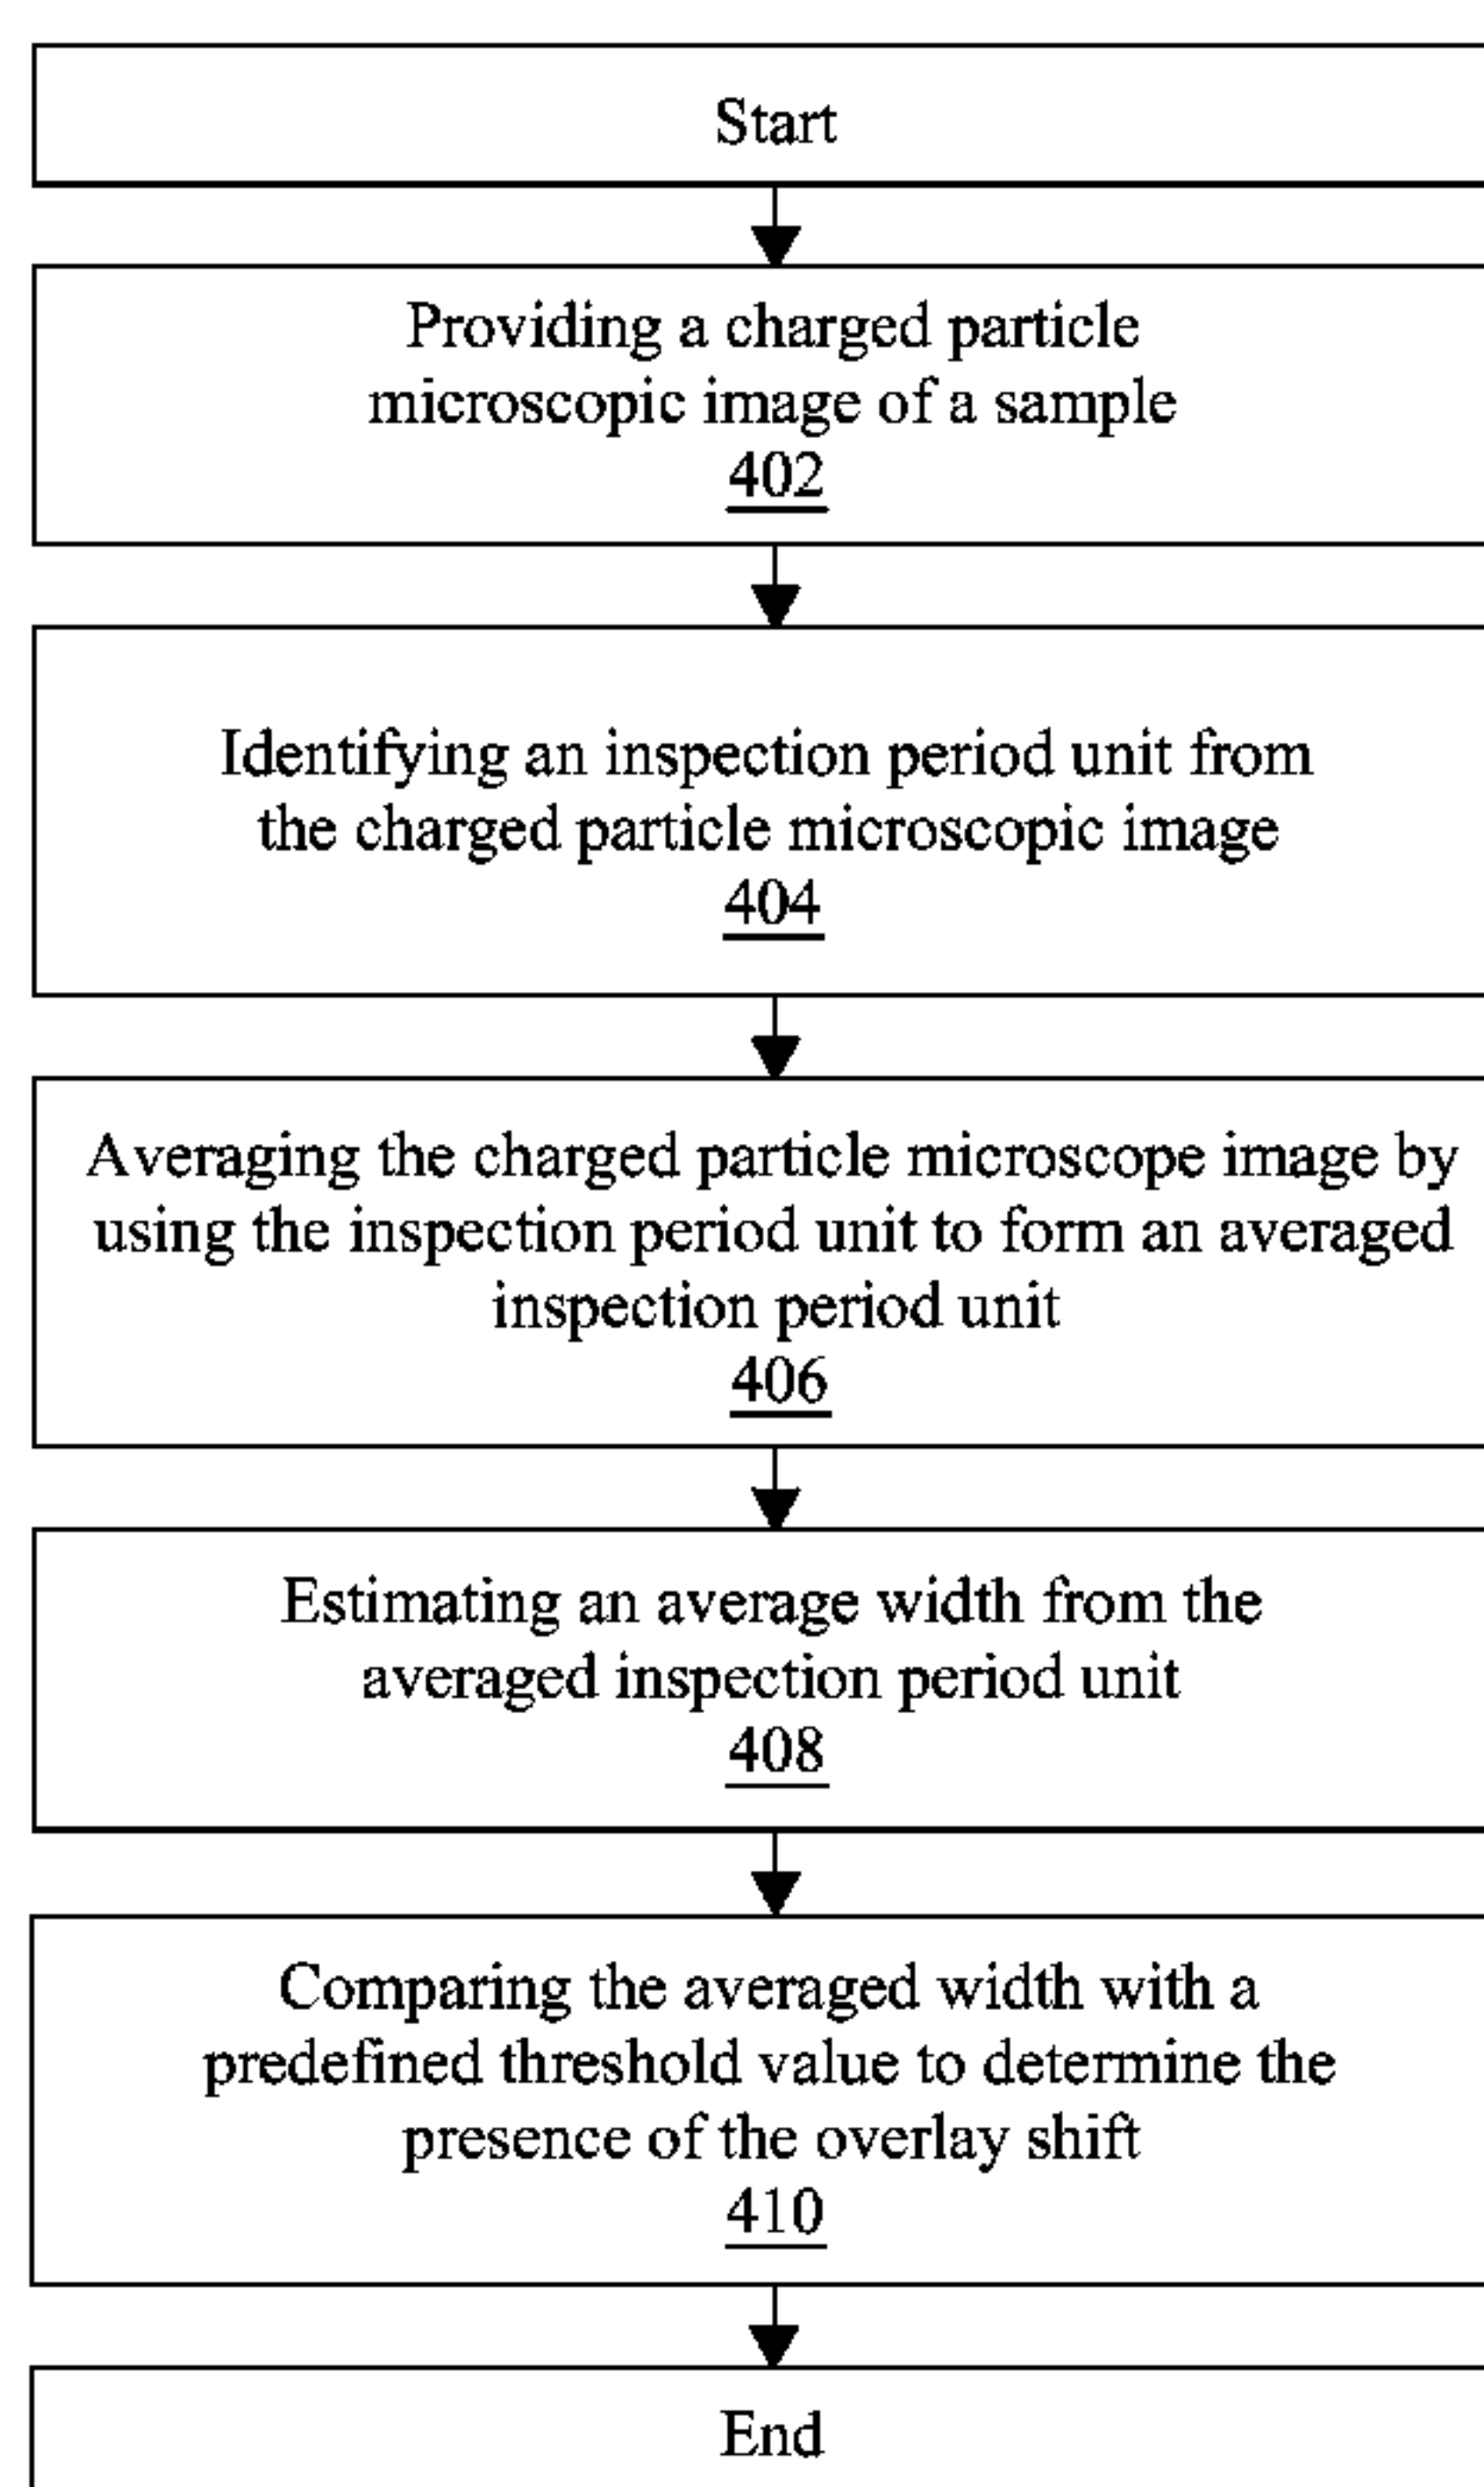 Start
Providing a charged particle
microscopic image of a sample
402
Identifying an inspection period unit from
the charged particle microscopic image
404
Averaging the charged particle microscope image by
using the inspection period unit to form an averaged
inspection period unit
406
Estimating an average width from the
averaged inspection period unit
408
Comparing the averaged width with a
predefined threshold value to determine the
presence of the overlay shift
410
End